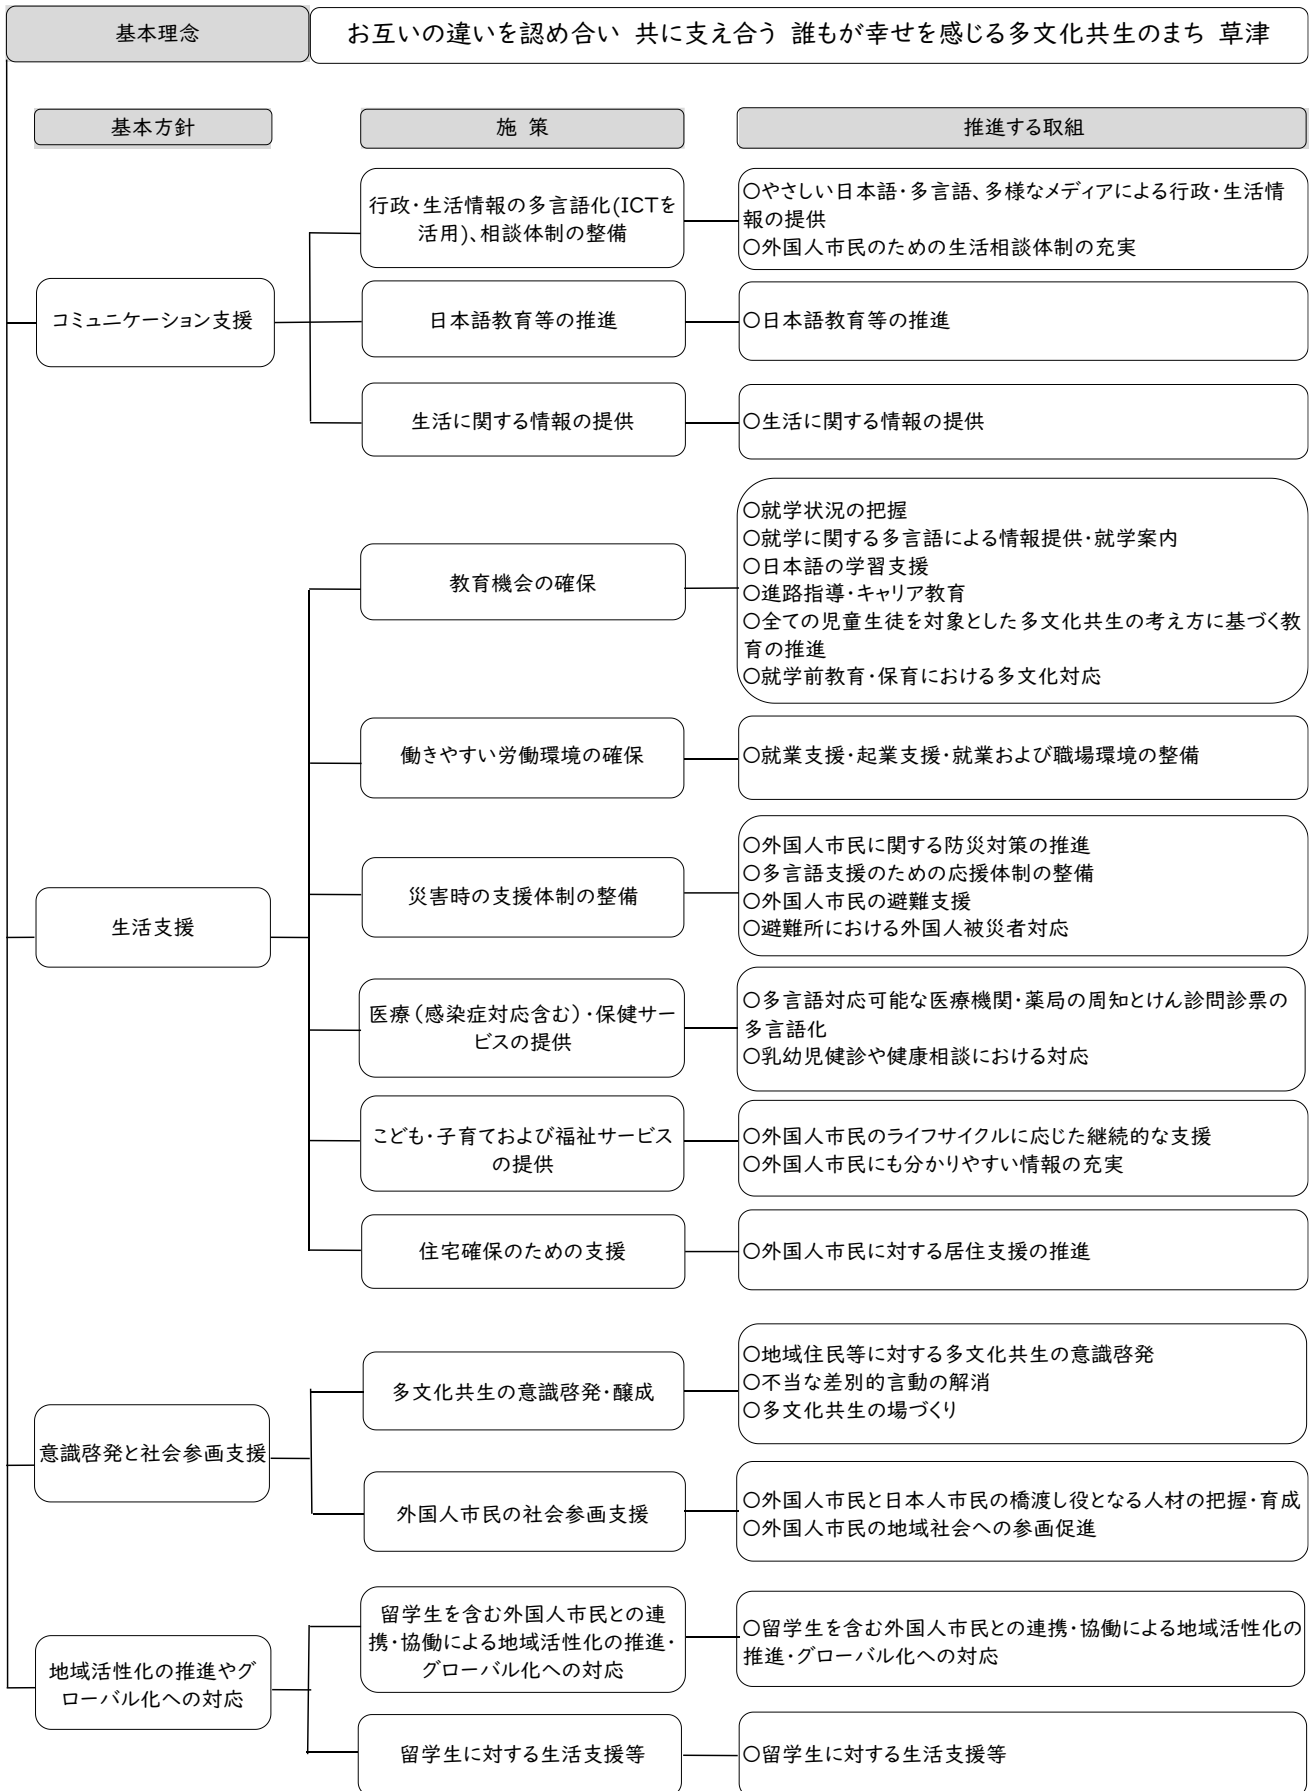 基本理念
お互いの違いを認め合い 共に支え合う 誰もが幸せを感じる多文化共生のまち 草津
基本方針
施 策
推進する取組
コミュニケーション支援
行政・生活情報の多言語化(ICTを
活用)、相談体制の整備
○やさしい日本語・多言語、多様なメディアによる行政・生活情
報の提供
○外国人市民のための生活相談体制の充実
日本語教育等の推進
○日本語教育等の推進
生活に関する情報の提供
○生活に関する情報の提供
生活支援
教育機会の確保
○就学状況の把握
○就学に関する多言語による情報提供・就学案内
○日本語の学習支援
○進路指導・キャリア教育
○全ての児童生徒を対象とした多文化共生の考え方に基づく教
育の推進
○就学前教育・保育における多文化対応
働きやすい労働環境の確保
○就業支援・起業支援・就業および職場環境の整備
災害時の支援体制の整備
○外国人市民に関する防災対策の推進
○多言語支援のための応援体制の整備
○外国人市民の避難支援
○避難所における外国人被災者対応
医療(感染症対応含む)・保健サー
ビスの提供
○多言語対応可能な医療機関・薬局の周知とけん診問診票の
多言語化
○乳幼児健診や健康相談における対応
こども・子育ておよび福祉サービス
の提供
○外国人市民のライフサイクルに応じた継続的な支援
○外国人市民にも分かりやすい情報の充実
住宅確保のための支援
○外国人市民に対する居住支援の推進
意識啓発と社会参画支援
多文化共生の意識啓発・醸成
○地域住民等に対する多文化共生の意識啓発
○不当な差別的言動の解消
○多文化共生の場づくり
外国人市民の社会参画支援
○外国人市民と日本人市民の橋渡し役となる人材の把握・育成
○外国人市民の地域社会への参画促進
地域活性化の推進やグ
ローバル化への対応
留学生を含む外国人市民との連
携・協働による地域活性化の推進・
グローバル化への対応
○留学生を含む外国人市民との連携・協働による地域活性化の
推進・グローバル化への対応
留学生に対する生活支援等
○留学生に対する生活支援等